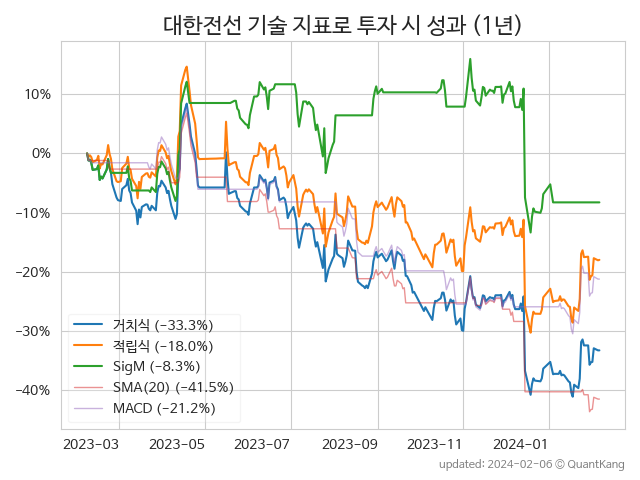 대한전선 기술 지표로 투자 시 성과 (1년)
10%
0%
−10%
−20%
−30%
−40%
거치식 (−33.3%)
적립식 (−18.0%)
SigM (−8.3%)
SMA(20) (−41.5%)
MACD (−21.2%)
2023−03
2023−05
2023−07
2023−09
2023−11
2024−01
updated: 2024−02−06 © QuantKang